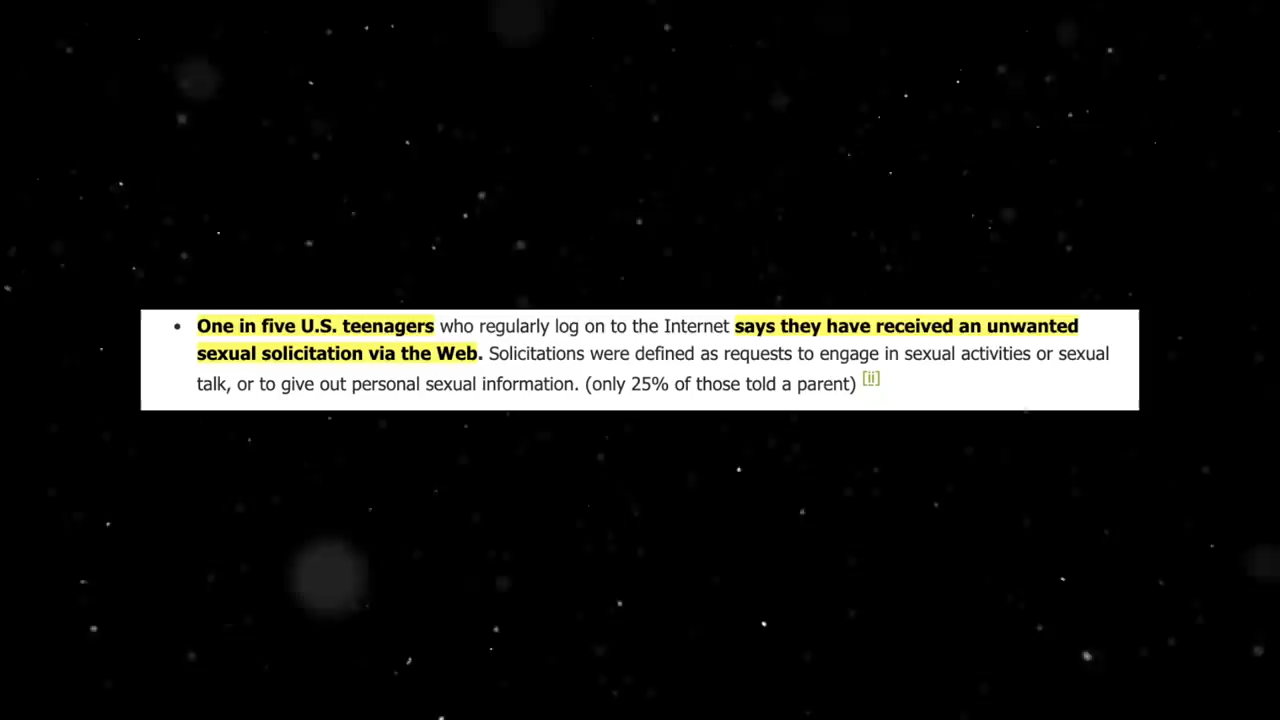 • One in five U.S. teenagers who regularly log on to the Internet says they have received an unwanted
sexual solicitation via the Web. Solicitations were defined as requests to engage in sexual activities or sexual
talk, or to give out personal sexual information. (only 25% of those told a parent) [ii]